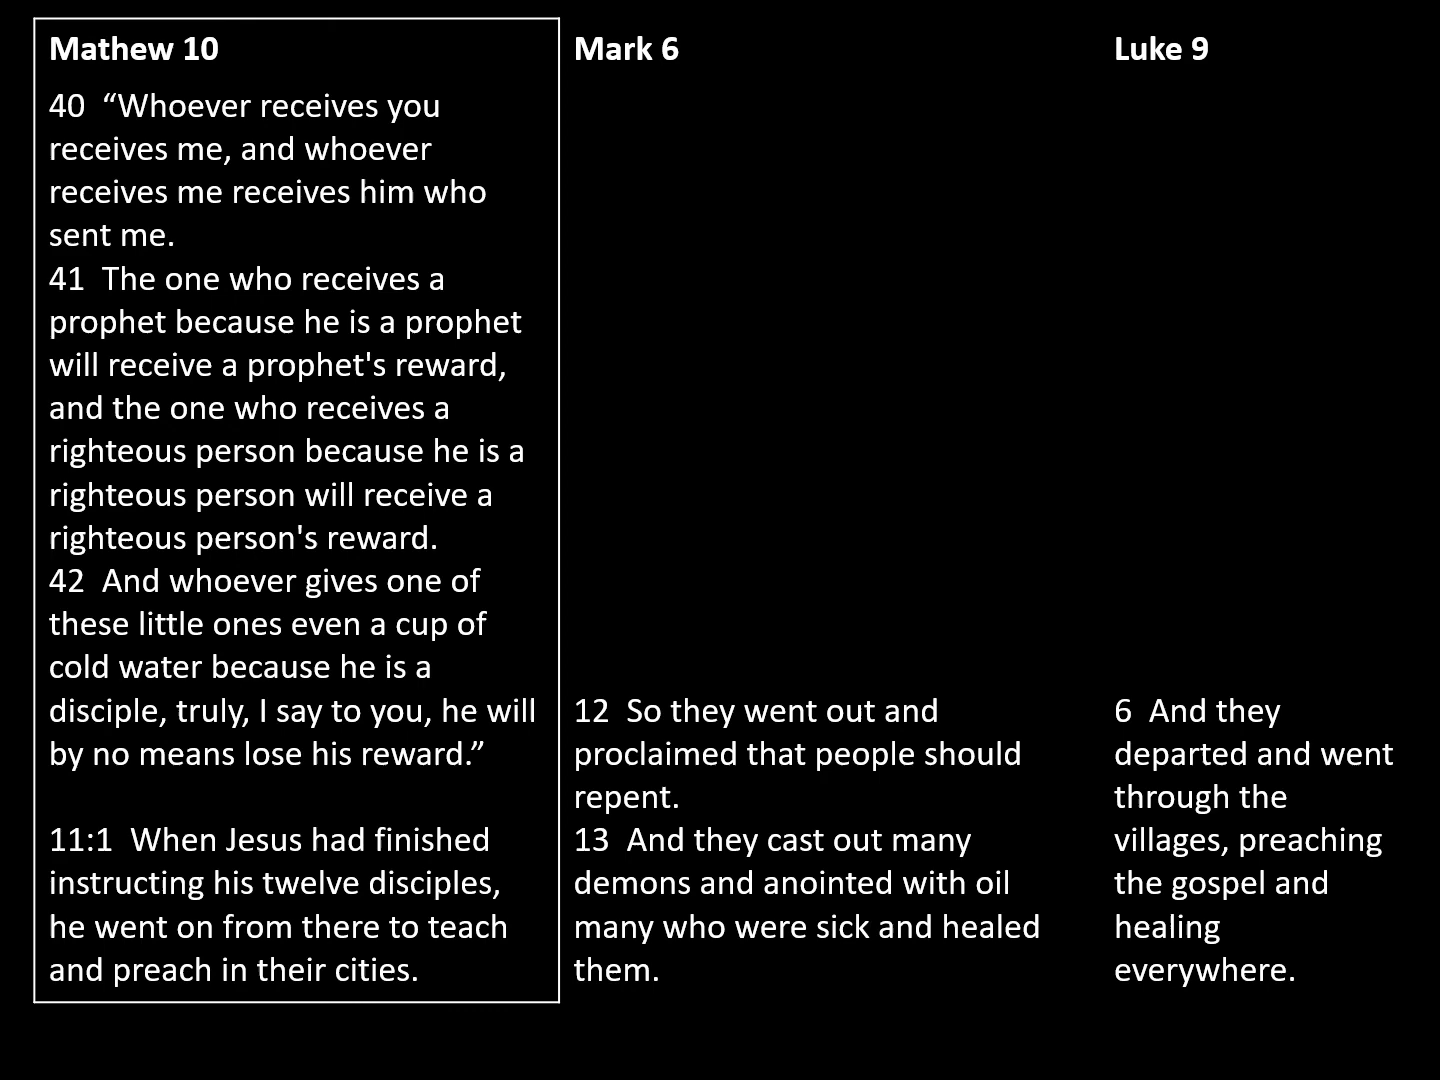 Mathew 10
40  “Whoever receives you
receives me, and whoever
receives me receives him who
sent me.
41  The one who receives a
prophet because he is a prophet
will receive a prophet's reward,
and the one who receives a
righteous person because he is a
righteous person will receive a
righteous person's reward.
42  And whoever gives one of
these little ones even a cup of
cold water because he is a
disciple, truly, I say to you, he will
by no means lose his reward.”
11:1  When Jesus had finished
instructing his twelve disciples,
he went on from there to teach
and preach in their cities.
Mark 6
12  So they went out and
proclaimed that people should
repent.
13  And they cast out many
demons and anointed with oil
many who were sick and healed
them.
Luke 9
6  And they
departed and went
through the
villages, preaching
the gospel and
healing
everywhere.